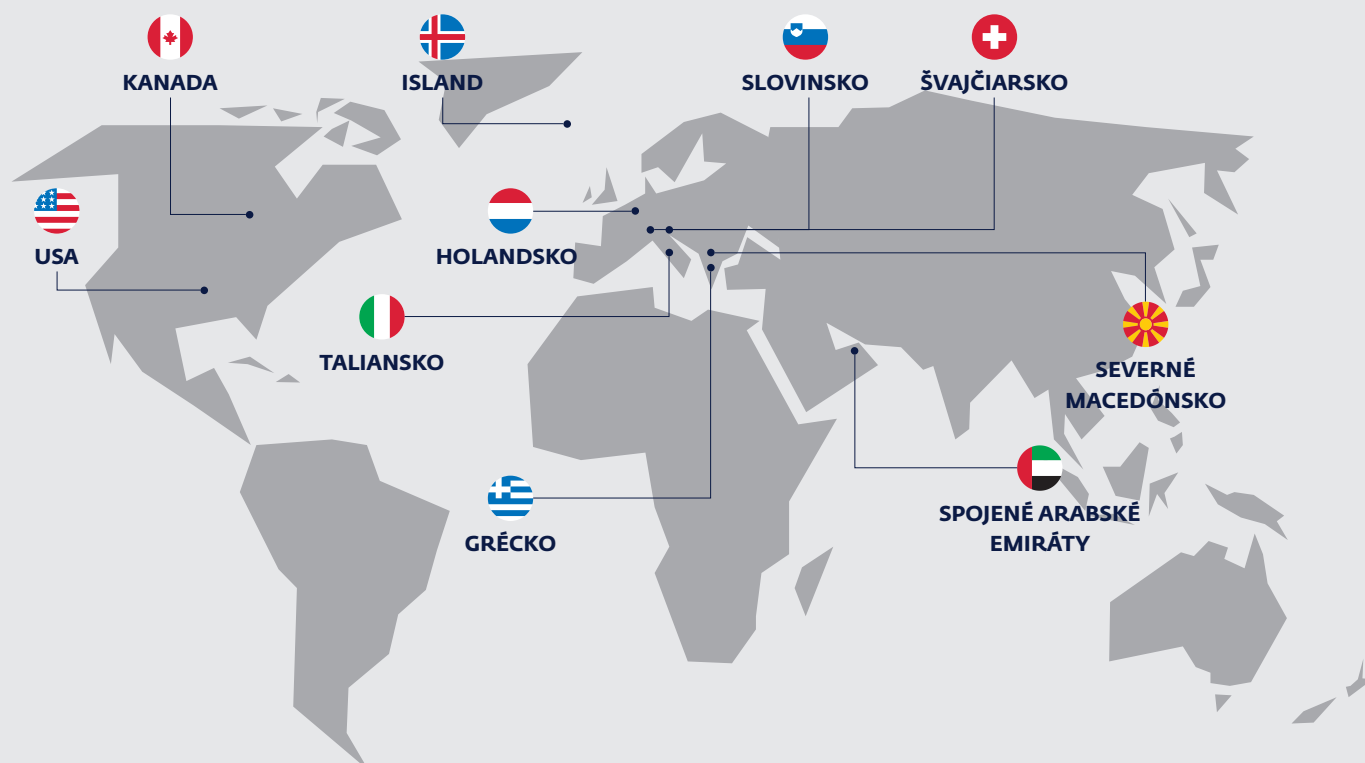 KANADA
ISLAND
SLOVINSKO
ŠVAJČIARSKO
USA
HOLANDSKO
TALIANSKO
SEVERNÉ
MACEDÓNSKO
GRÉCKO
SPOJENÉ ARABSKÉ
EMIRÁTY